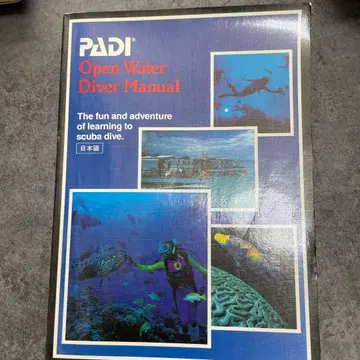 PADI®
Open Water
Diver Manual
The fun and adventure
of learning to
scuba dive.
日本語